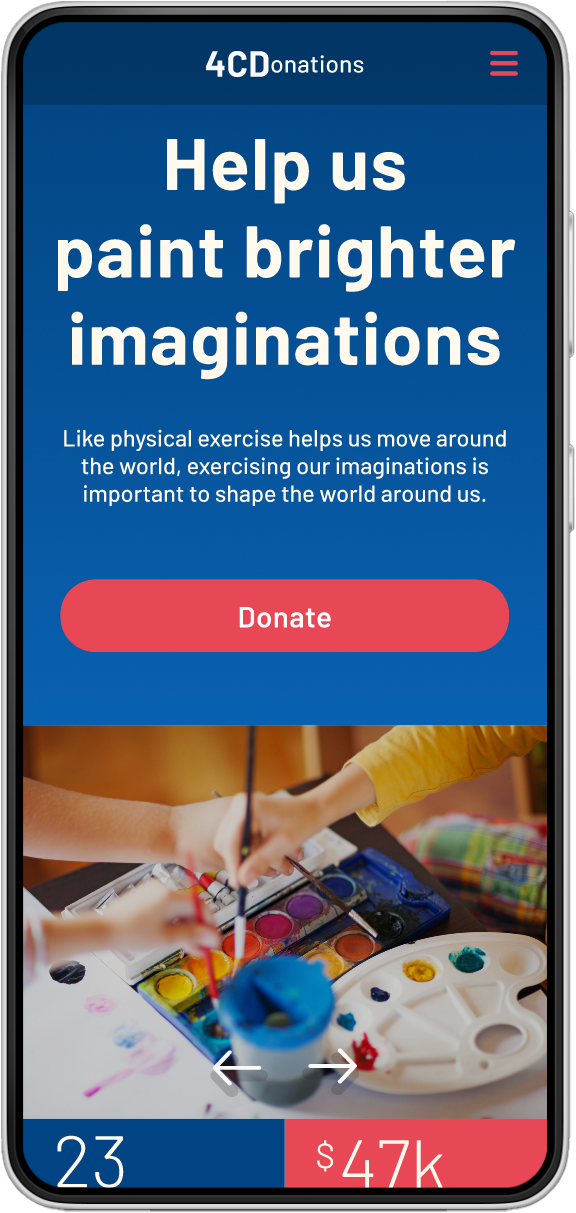 4CDonations
Help us
paint brighter
imaginations
Like physical exercise helps us move around
the world, exercising our imaginations is
important to shape the world around us.
Donate
23
$47k